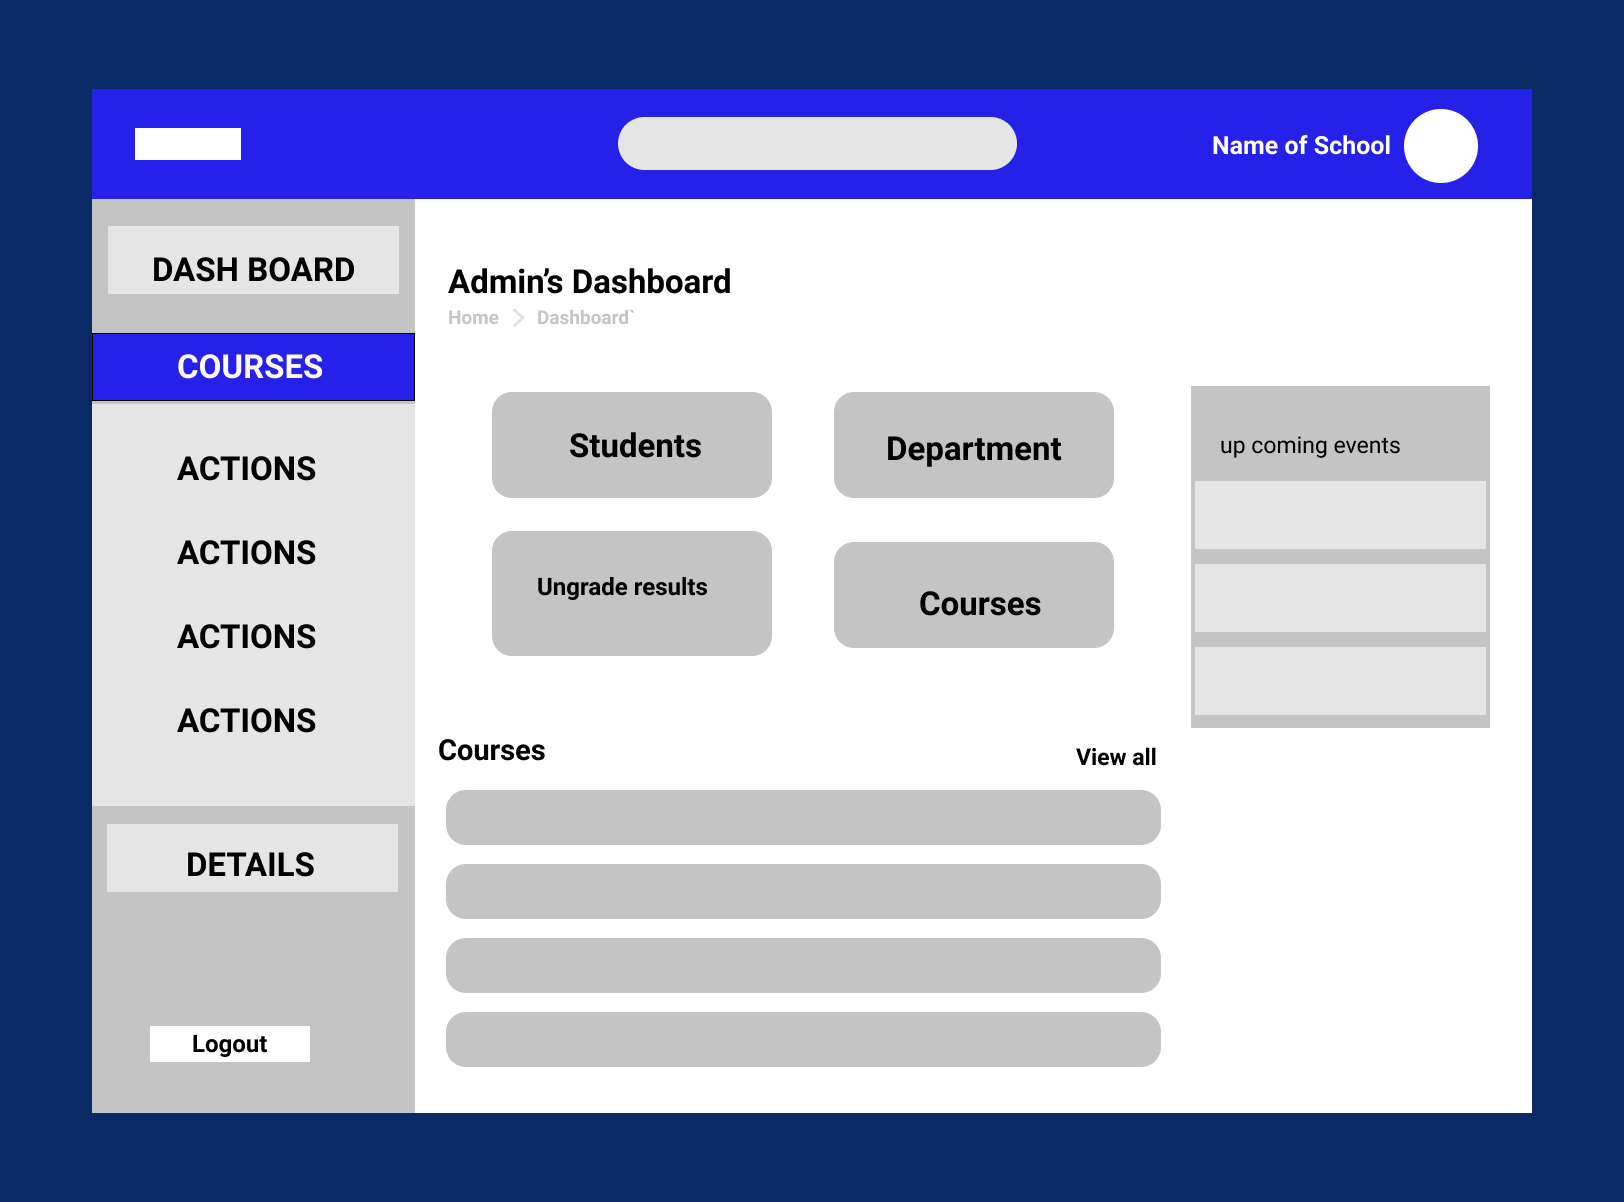 Name of School
DASH BOARD
COURSES
ACTIONS
ACTIONS
ACTIONS
ACTIONS
DETAILS
Logout
Admin’s Dashboard
Home > Dashboard`
Students
Department
Ungrade results
Courses
up coming events
Courses
View all